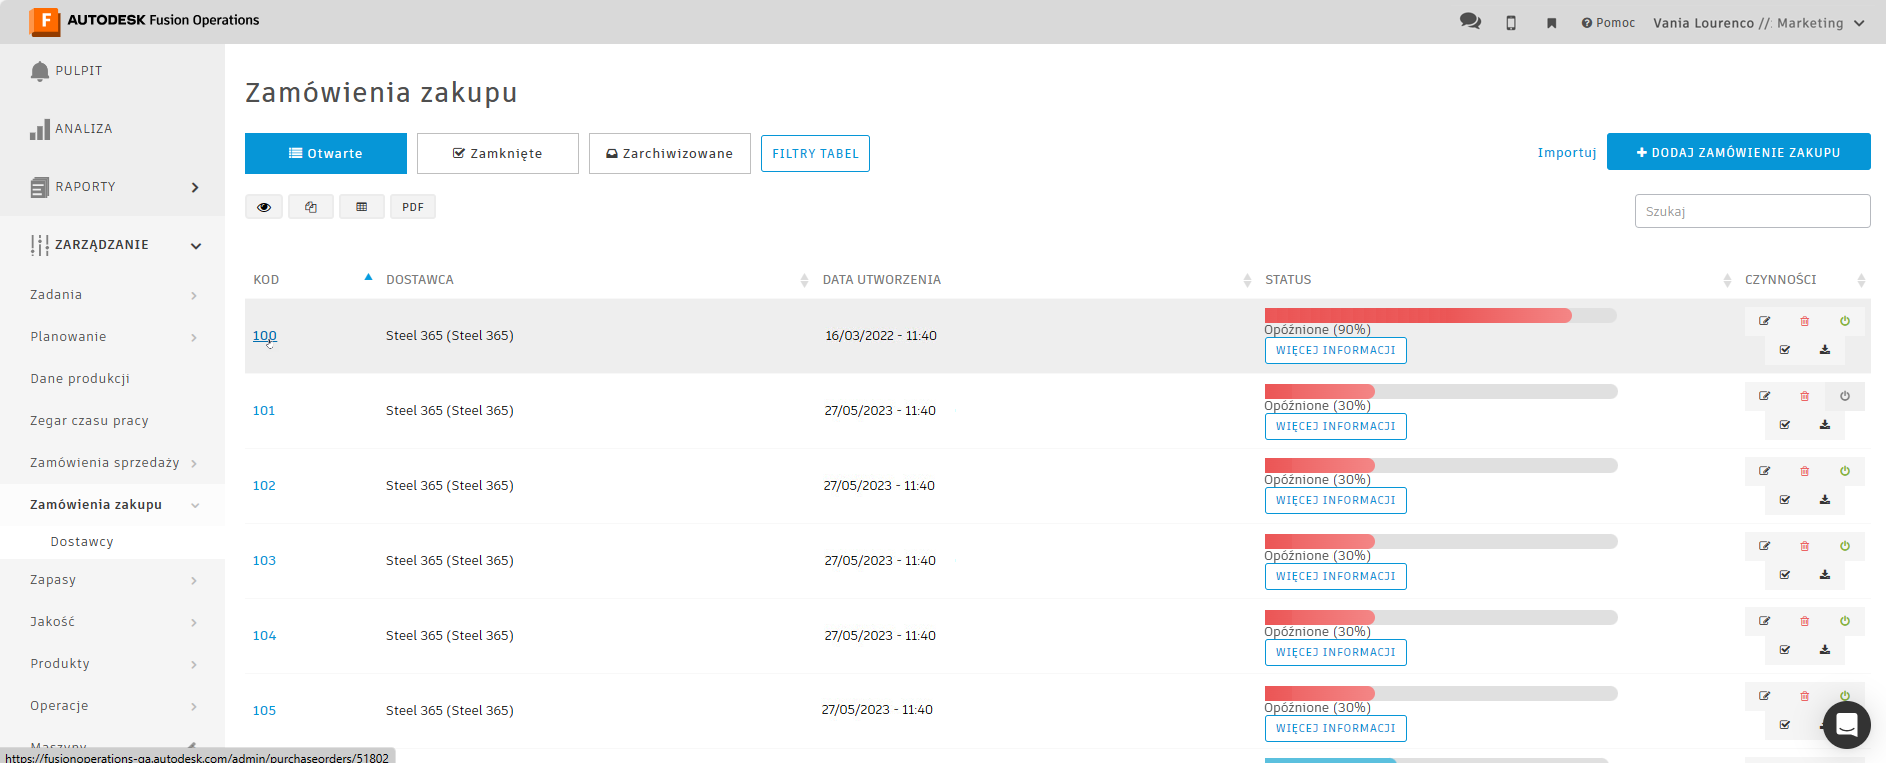 F AUTODESK Fusion Operations
Pomoc Vania Lourenco // Marketing
PULPIT
ANALIZA
RAPORTY
ZARZĄDZANIE
Zadania
Planowanie
Dane produkcji
Zegar czasu pracy
Zamówienia sprzedaży
Zamówienia zakupu
Dostawcy
Zapasy
Jakość
Produkty
Operacje
Maszyny
https://fusionoperations-qa.autodesk.com/admin/purchaseorders/51802
Zamówienia zakupu
Otwarte Zamknięte Zarchiwizowane FILTRY TABEL
Importuj + DODAJ ZAMÓWIENIE ZAKUPU
PDF
Szukaj
KOD DOSTAWCA DATA UTWORZENIA STATUS CZYNNOŚCI
100 Steel 365 (Steel 365) 16/03/2022 - 11:40 Opóźnione (90%)
WIĘCEJ INFORMACJI
101 Steel 365 (Steel 365) 27/05/2023 - 11:40 Opóźnione (30%)
WIĘCEJ INFORMACJI
102 Steel 365 (Steel 365) 27/05/2023 - 11:40 Opóźnione (30%)
WIĘCEJ INFORMACJI
103 Steel 365 (Steel 365) 27/05/2023 - 11:40 Opóźnione (30%)
WIĘCEJ INFORMACJI
104 Steel 365 (Steel 365) 27/05/2023 - 11:40 Opóźnione (30%)
WIĘCEJ INFORMACJI
105 Steel 365 (Steel 365) 27/05/2023 - 11:40 Opóźnione (30%)
WIĘCEJ INFORMACJI